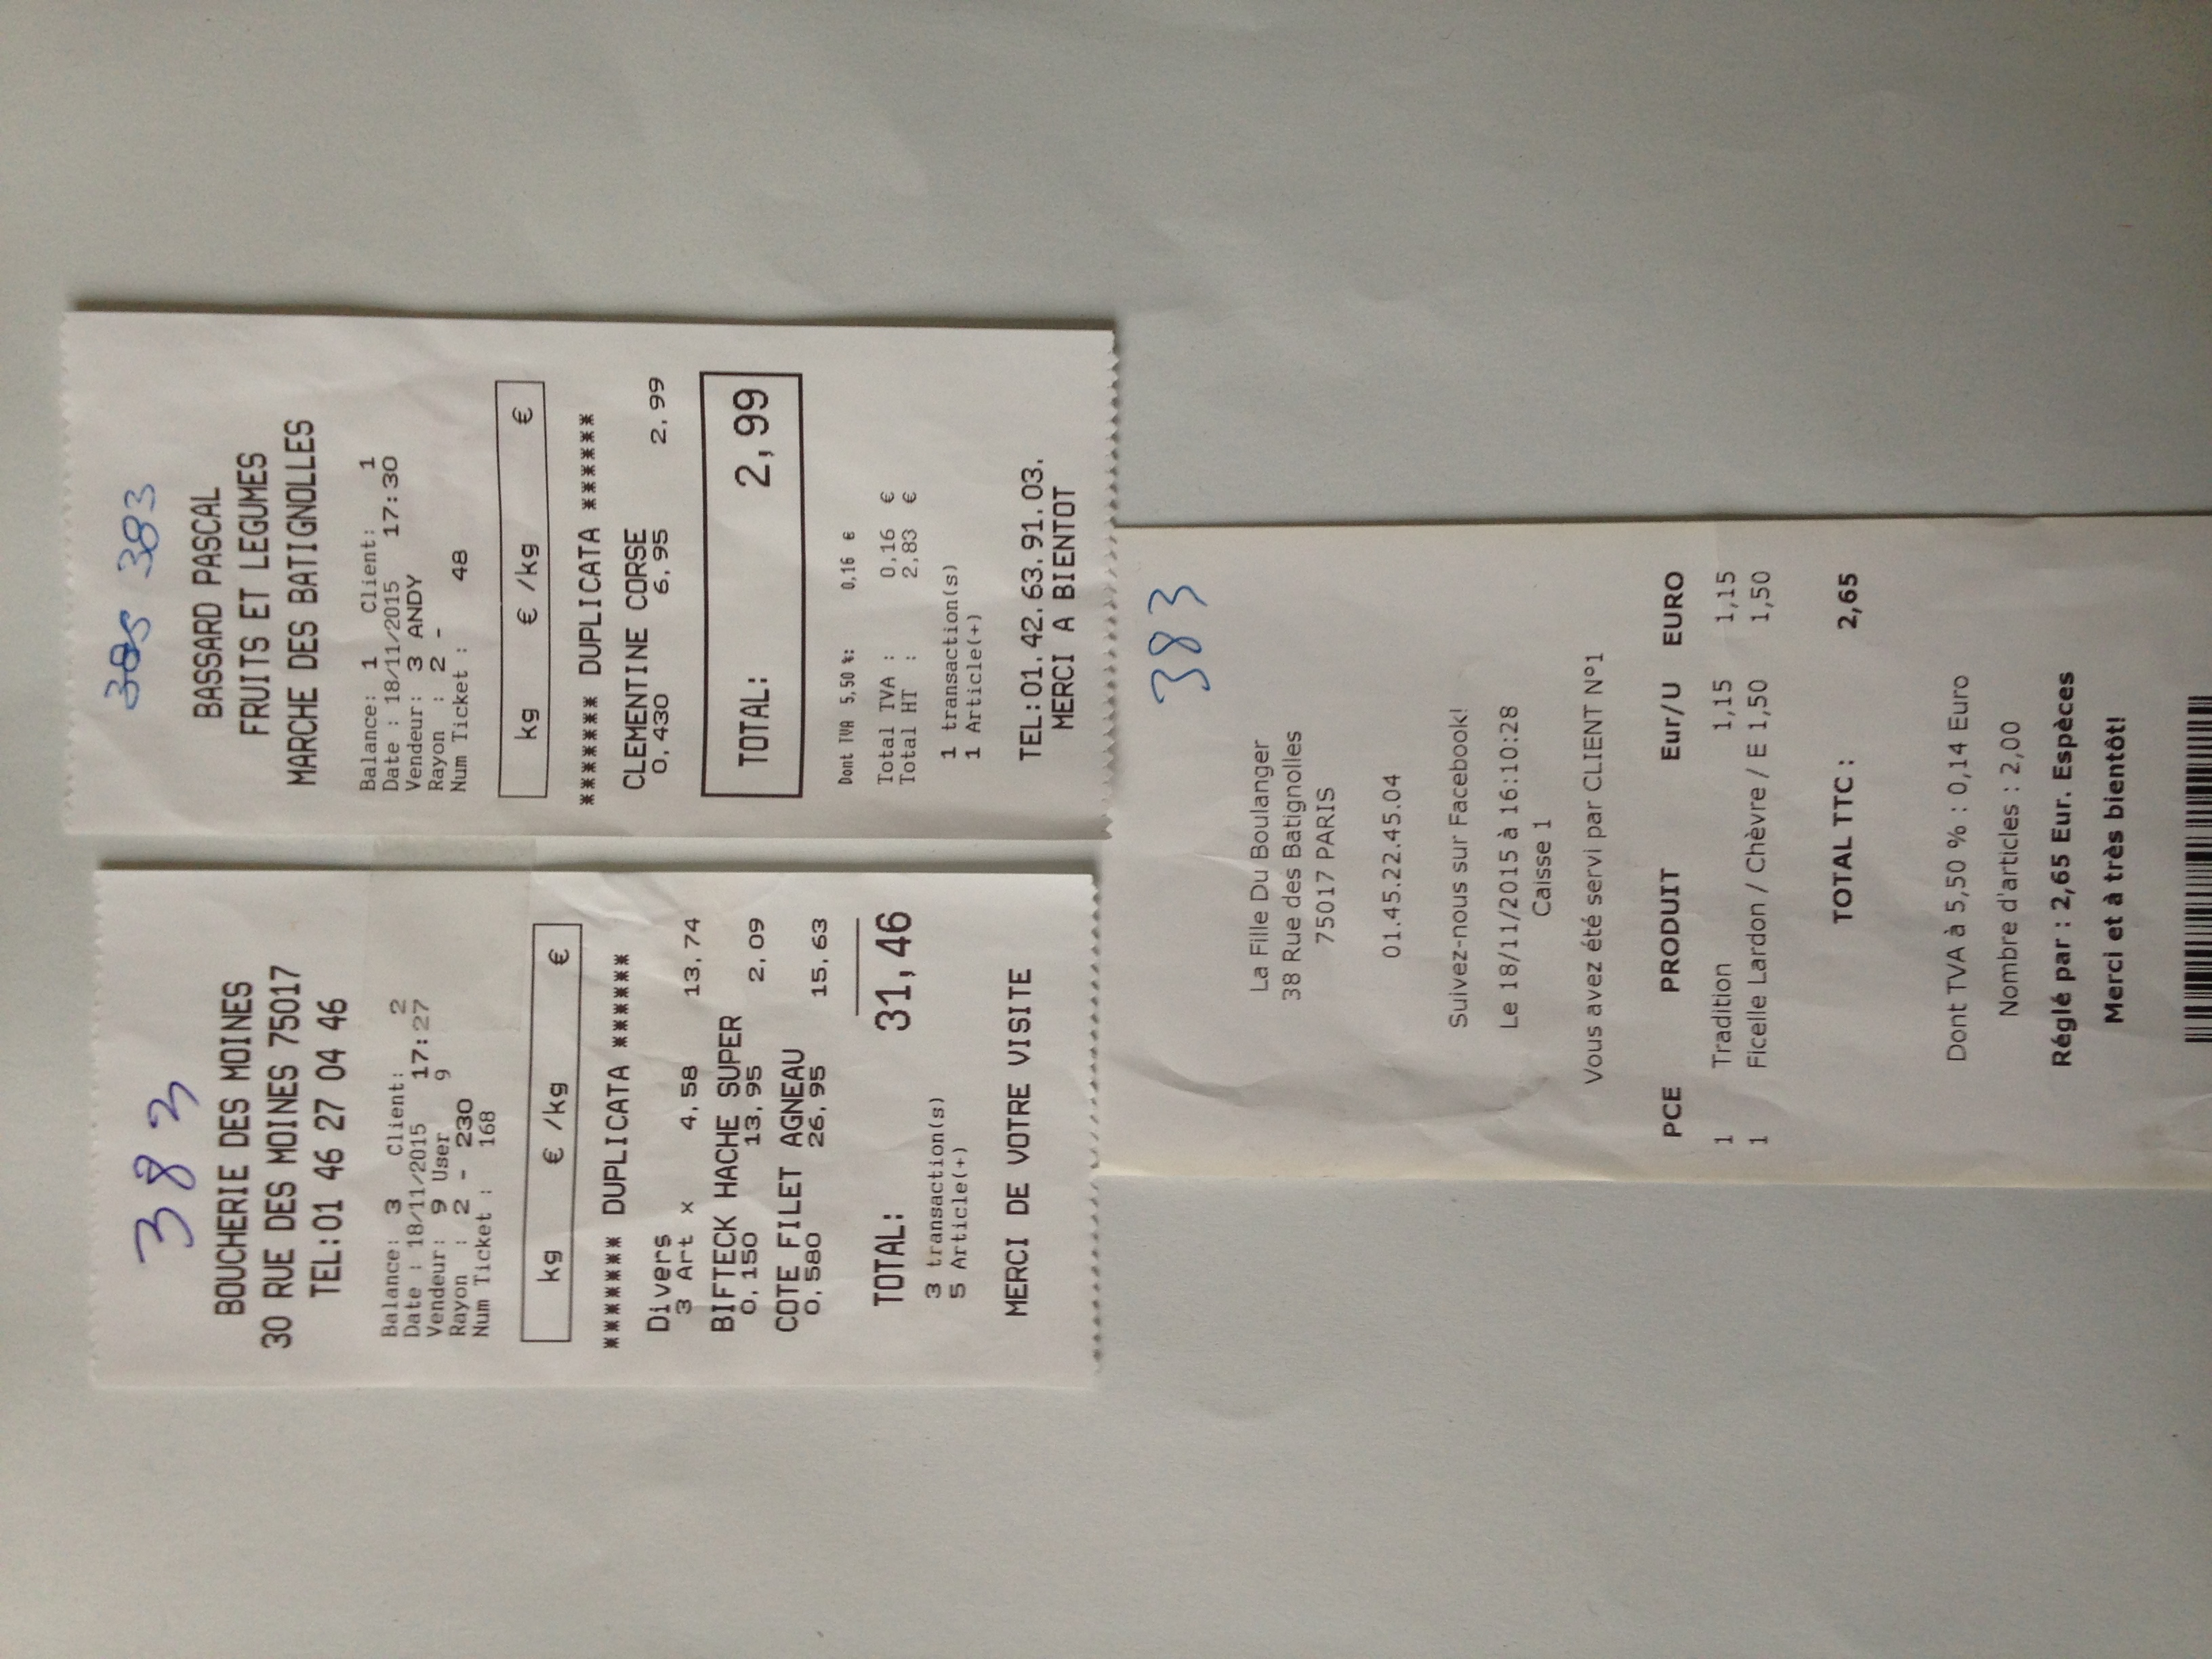 383
BOUCHERIE DES MOINES
30 RUE DES MOINES 75017
TEL:01 46 27 04 46
Balance: 3 Client: 2
Date : 18/11/2015 17:27
Vendeur: 9 User 9
Rayon : 2 - 230
Num Ticket : 168
kg € /kg €
******* DUPLICATA ******
Divers
3 Art x 4,58 13,74
BIFTECK HACHE SUPER
0,150 13,95 2,09
COTE FILET AGNEAU
0,580 26,95 15,63
TOTAL: 31,46
3 transaction(s)
5 Article(+)
MERCI DE VOTRE VISITE
385 383
BASSARD PASCAL
FRUITS ET LEGUMES
MARCHE DES BATIGNOLLES
Balance: 1 Client: 1
Date : 18/11/2015 17:30
Vendeur: 3 ANDY
Rayon : 2 -
Num Ticket : 48
kg € /kg €
******* DUPLICATA ******
CLEMENTINE CORSE
0,430 6,95 2,99
TOTAL: 2,99
Dont TVA 5,50 %: 0,16 €
Total TVA : 0,16 €
Total HT : 2,83 €
1 transaction(s)
1 Article(+)
TEL:01.42.63.91.03.
MERCI A BIENTOT
383
La Fille Du Boulanger
38 Rue des Batignolles
75017 PARIS
01.45.22.45.04
Suivez-nous sur Facebook!
Le 18/11/2015 à 16:10:28
Caisse 1
Vous avez été servi par CLIENT N°1
PCE PRODUIT Eur/U EURO
1 Tradition 1,15 1,15
1 Ficelle Lardon / Chèvre / E 1,50 1,50
TOTAL TTC : 2,65
Dont TVA à 5,50 % : 0,14 Euro
Nombre d'articles : 2,00
Réglé par : 2,65 Eur. Espèces
Merci et à très bientôt!